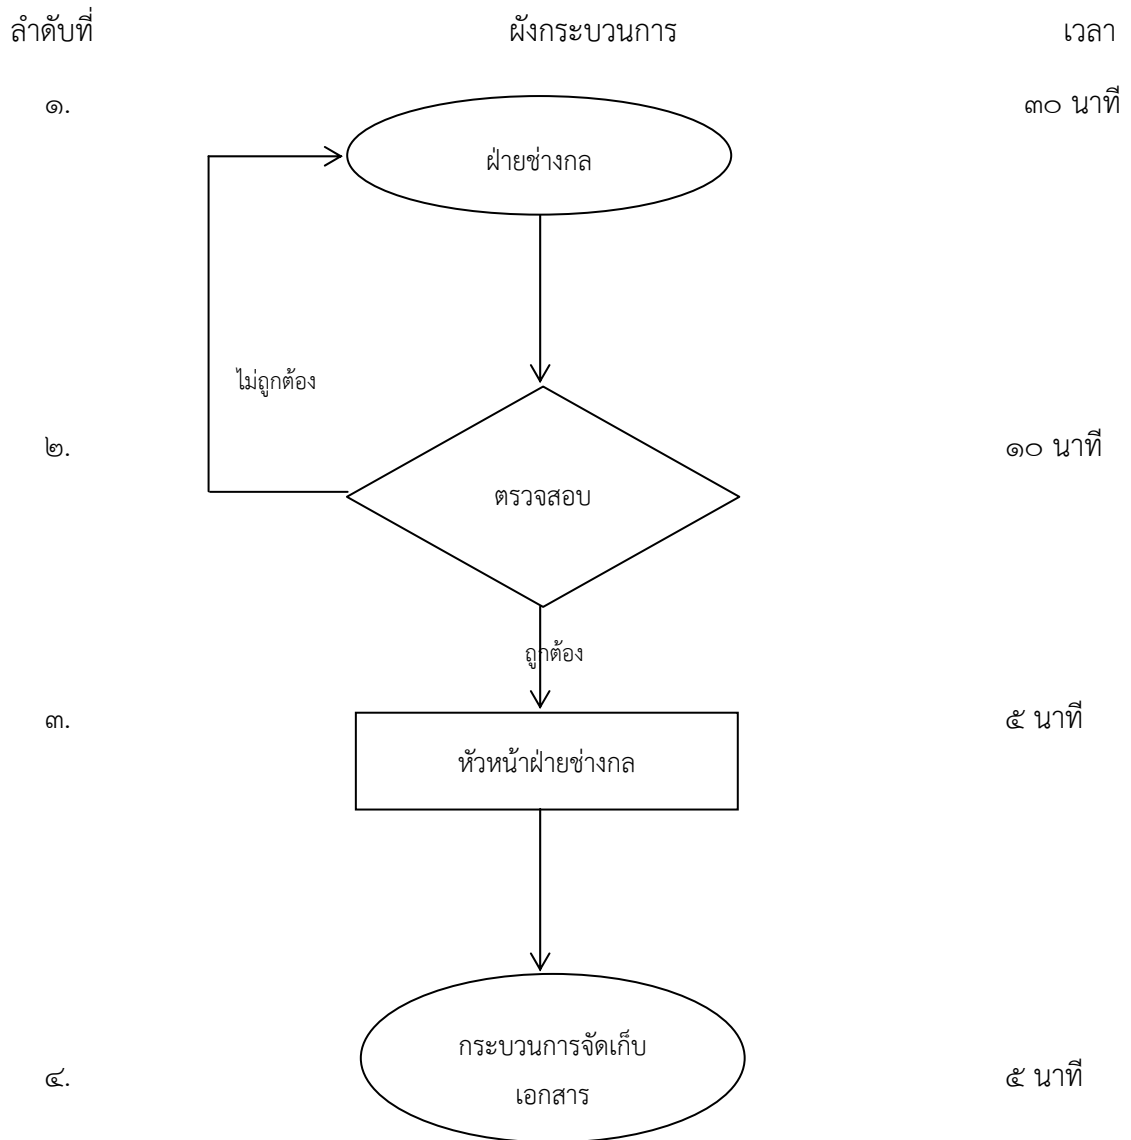 ลำดับที่ ผังกระบวนการ เวลา
๑. ๓๐ นาที
ฝ่ายช่างกล
ไม่ถูกต้อง
๒. ๑๐ นาที
ตรวจสอบ
ถูกต้อง
๓. ๕ นาที
หัวหน้าฝ่ายช่างกล
กระบวนการจัดเก็บ
๔. ๕ นาที
เอกสาร